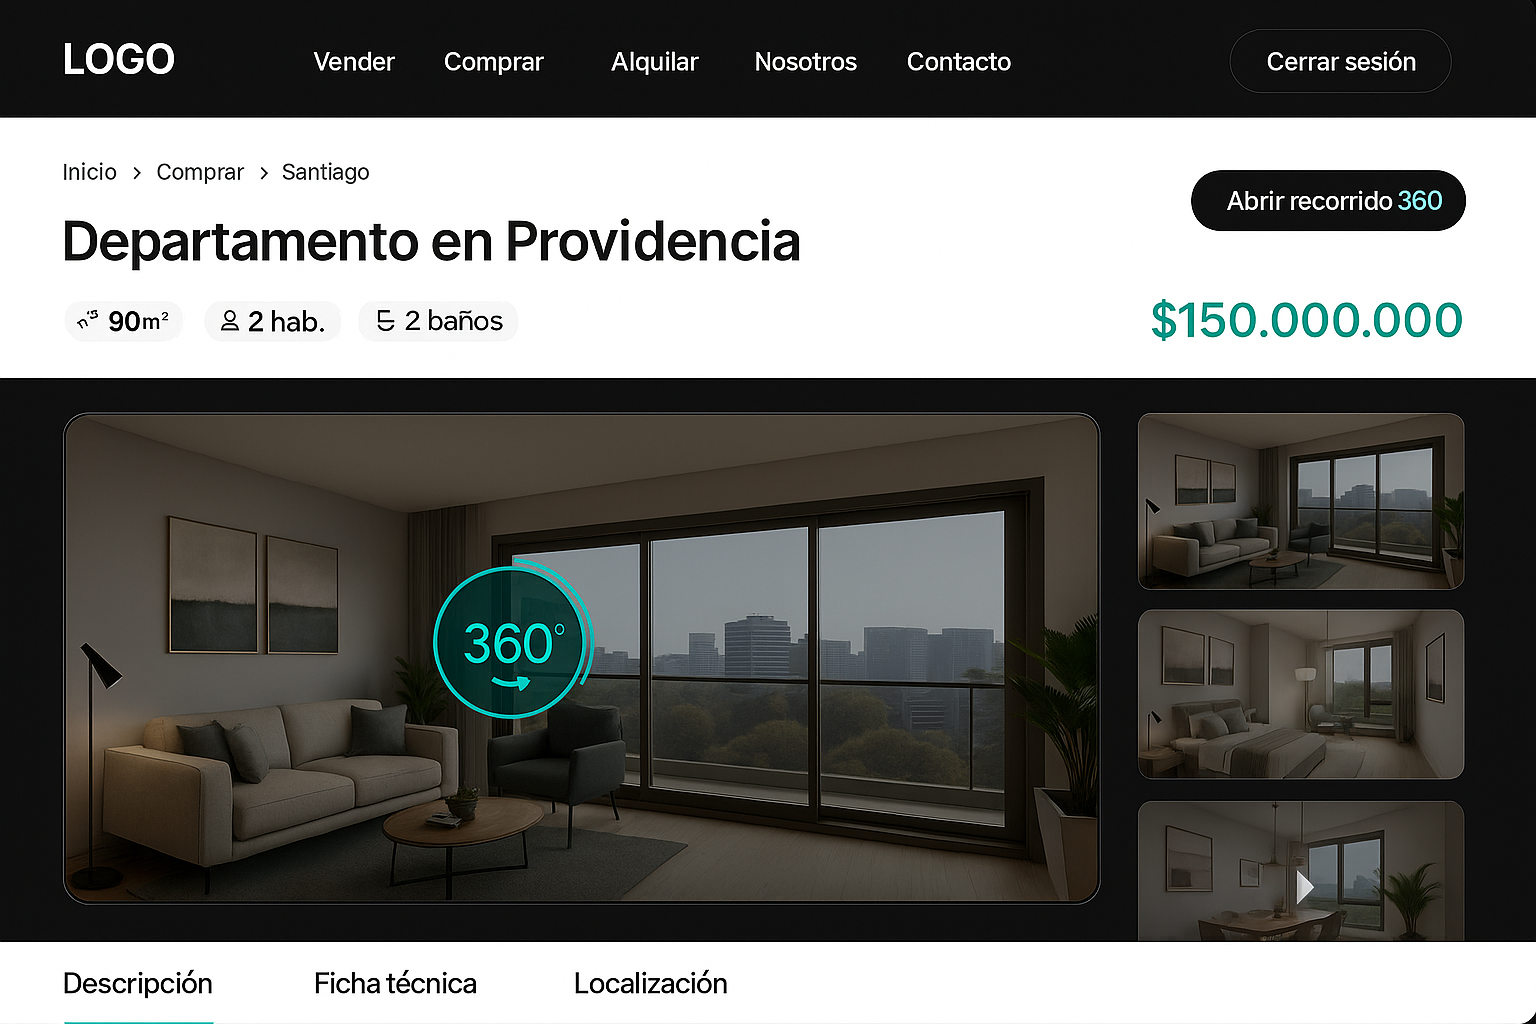 LOGO
Vender Comprar Alquilar Nosotros Contacto
Cerrar sesión
Inicio > Comprar > Santiago
Abrir recorrido 360
Departamento en Providencia
90m² 2 hab. 2 baños
$150.000.000
360°
Descripción Ficha técnica Localización